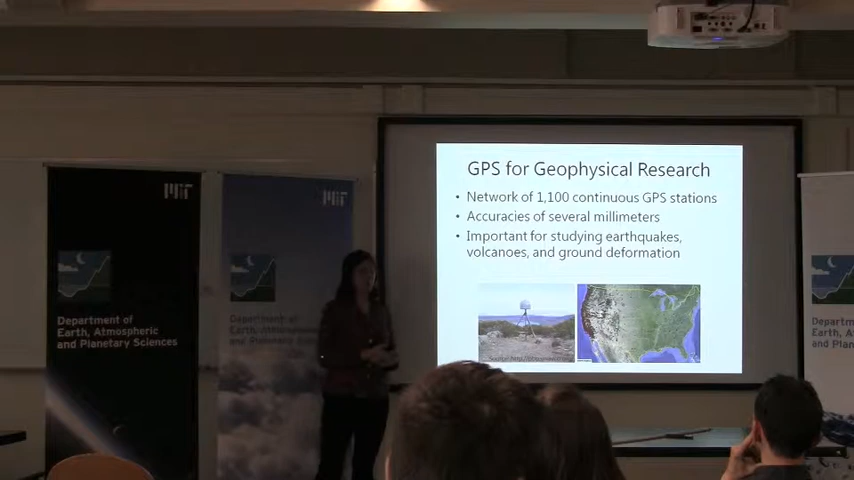 MIT
Department of
Earth, Atmospheric
and Planetary Sciences
MIT
Department of
Earth, Atmospheric
and Planetary Sciences
GPS for Geophysical Research
• Network of 1,100 continuous GPS stations
• Accuracies of several millimeters
• Important for studying earthquakes,
volcanoes, and ground deformation
Department
Earth,
and Plan